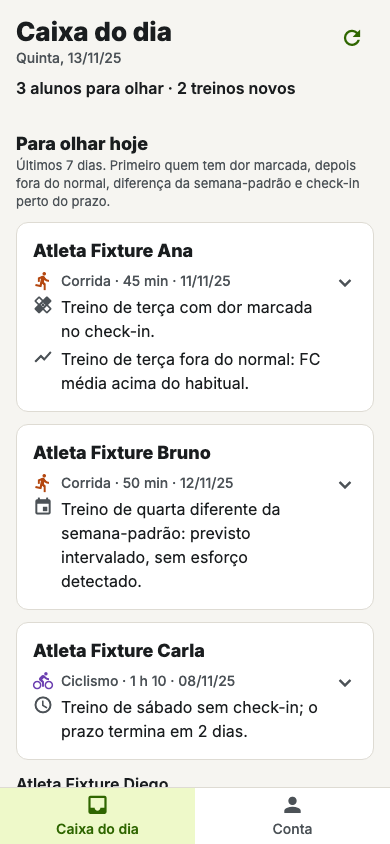 Caixa do dia
Quinta, 13/11/25
3 alunos para olhar · 2 treinos novos
Para olhar hoje
Últimos 7 dias. Primeiro quem tem dor marcada, depois
fora do normal, diferença da semana-padrão e check-in
perto do prazo.
Atleta Fixture Ana
Corrida · 45 min · 11/11/25
Treino de terça com dor marcada
no check-in.
Treino de terça fora do normal: FC
média acima do habitual.
Atleta Fixture Bruno
Corrida · 50 min · 12/11/25
Treino de quarta diferente da
semana-padrão: previsto
intervalado, sem esforço
detectado.
Atleta Fixture Carla
Ciclismo · 1 h 10 · 08/11/25
Treino de sábado sem check-in; o
prazo termina em 2 dias.
Atleta Fixture Diego
Caixa do dia
Conta